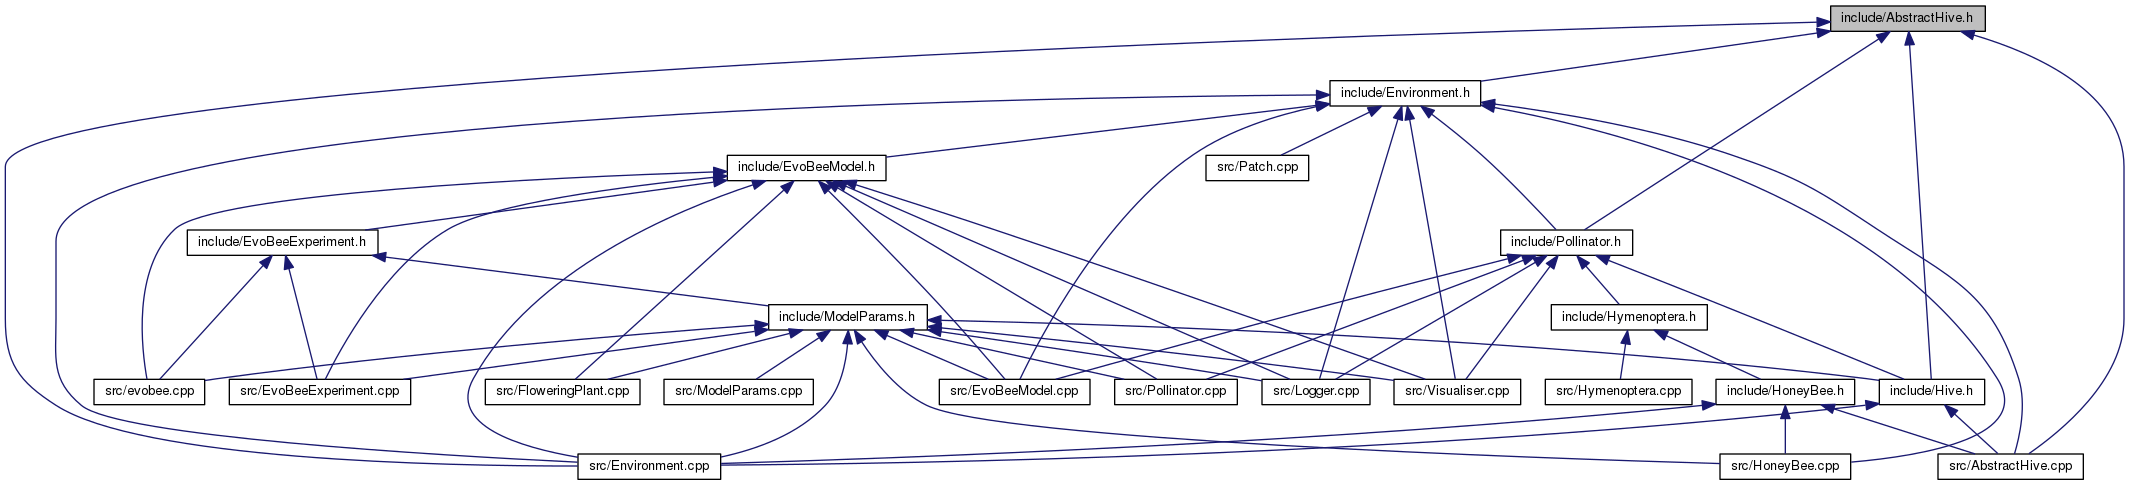 include/AbstractHive.h
include/Environment.h
include/EvoBeeModel.h
src/Patch.cpp
include/EvoBeeExperiment.h
include/Pollinator.h
include/ModelParams.h
include/Hymenoptera.h
src/evobee.cpp
src/EvoBeeExperiment.cpp
src/FloweringPlant.cpp
src/ModelParams.cpp
src/EvoBeeModel.cpp
src/Pollinator.cpp
src/Logger.cpp
src/Visualiser.cpp
src/Hymenoptera.cpp
include/HoneyBee.h
include/Hive.h
src/Environment.cpp
src/HoneyBee.cpp
src/AbstractHive.cpp